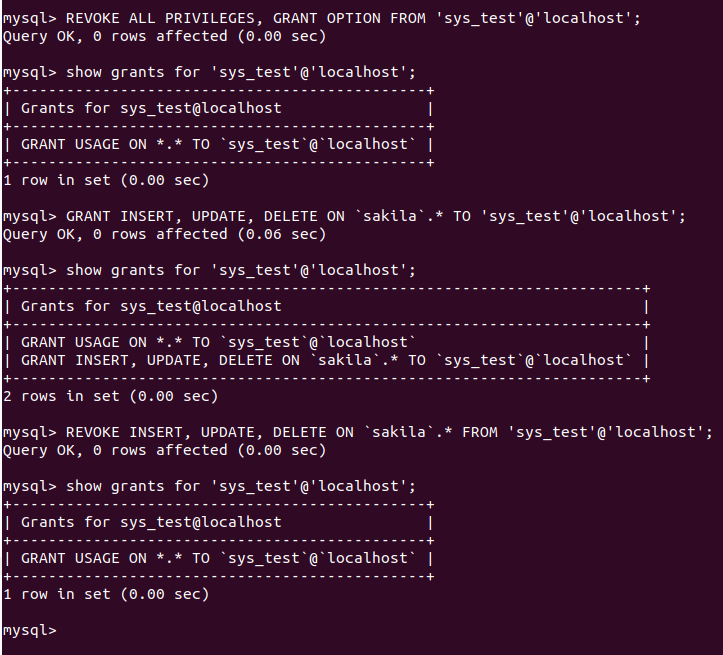 mysql> REVOKE ALL PRIVILEGES, GRANT OPTION FROM 'sys_test'@'localhost';
Query OK, 0 rows affected (0.00 sec)
mysql> show grants for 'sys_test'@'localhost';
+----------------------------------------------+
| Grants for sys_test@localhost                |
+----------------------------------------------+
| GRANT USAGE ON *.* TO `sys_test`@`localhost` |
+----------------------------------------------+
1 row in set (0.00 sec)
mysql> GRANT INSERT, UPDATE, DELETE ON `sakila`.* TO 'sys_test'@'localhost';
Query OK, 0 rows affected (0.06 sec)
mysql> show grants for 'sys_test'@'localhost';
+----------------------------------------------------------------------+
| Grants for sys_test@localhost                                        |
+----------------------------------------------------------------------+
| GRANT USAGE ON *.* TO `sys_test`@`localhost`                         |
| GRANT INSERT, UPDATE, DELETE ON `sakila`.* TO `sys_test`@`localhost` |
+----------------------------------------------------------------------+
2 rows in set (0.00 sec)
mysql> REVOKE INSERT, UPDATE, DELETE ON `sakila`.* FROM 'sys_test'@'localhost';
Query OK, 0 rows affected (0.00 sec)
mysql> show grants for 'sys_test'@'localhost';
+----------------------------------------------+
| Grants for sys_test@localhost                |
+----------------------------------------------+
| GRANT USAGE ON *.* TO `sys_test`@`localhost` |
+----------------------------------------------+
1 row in set (0.00 sec)
mysql>